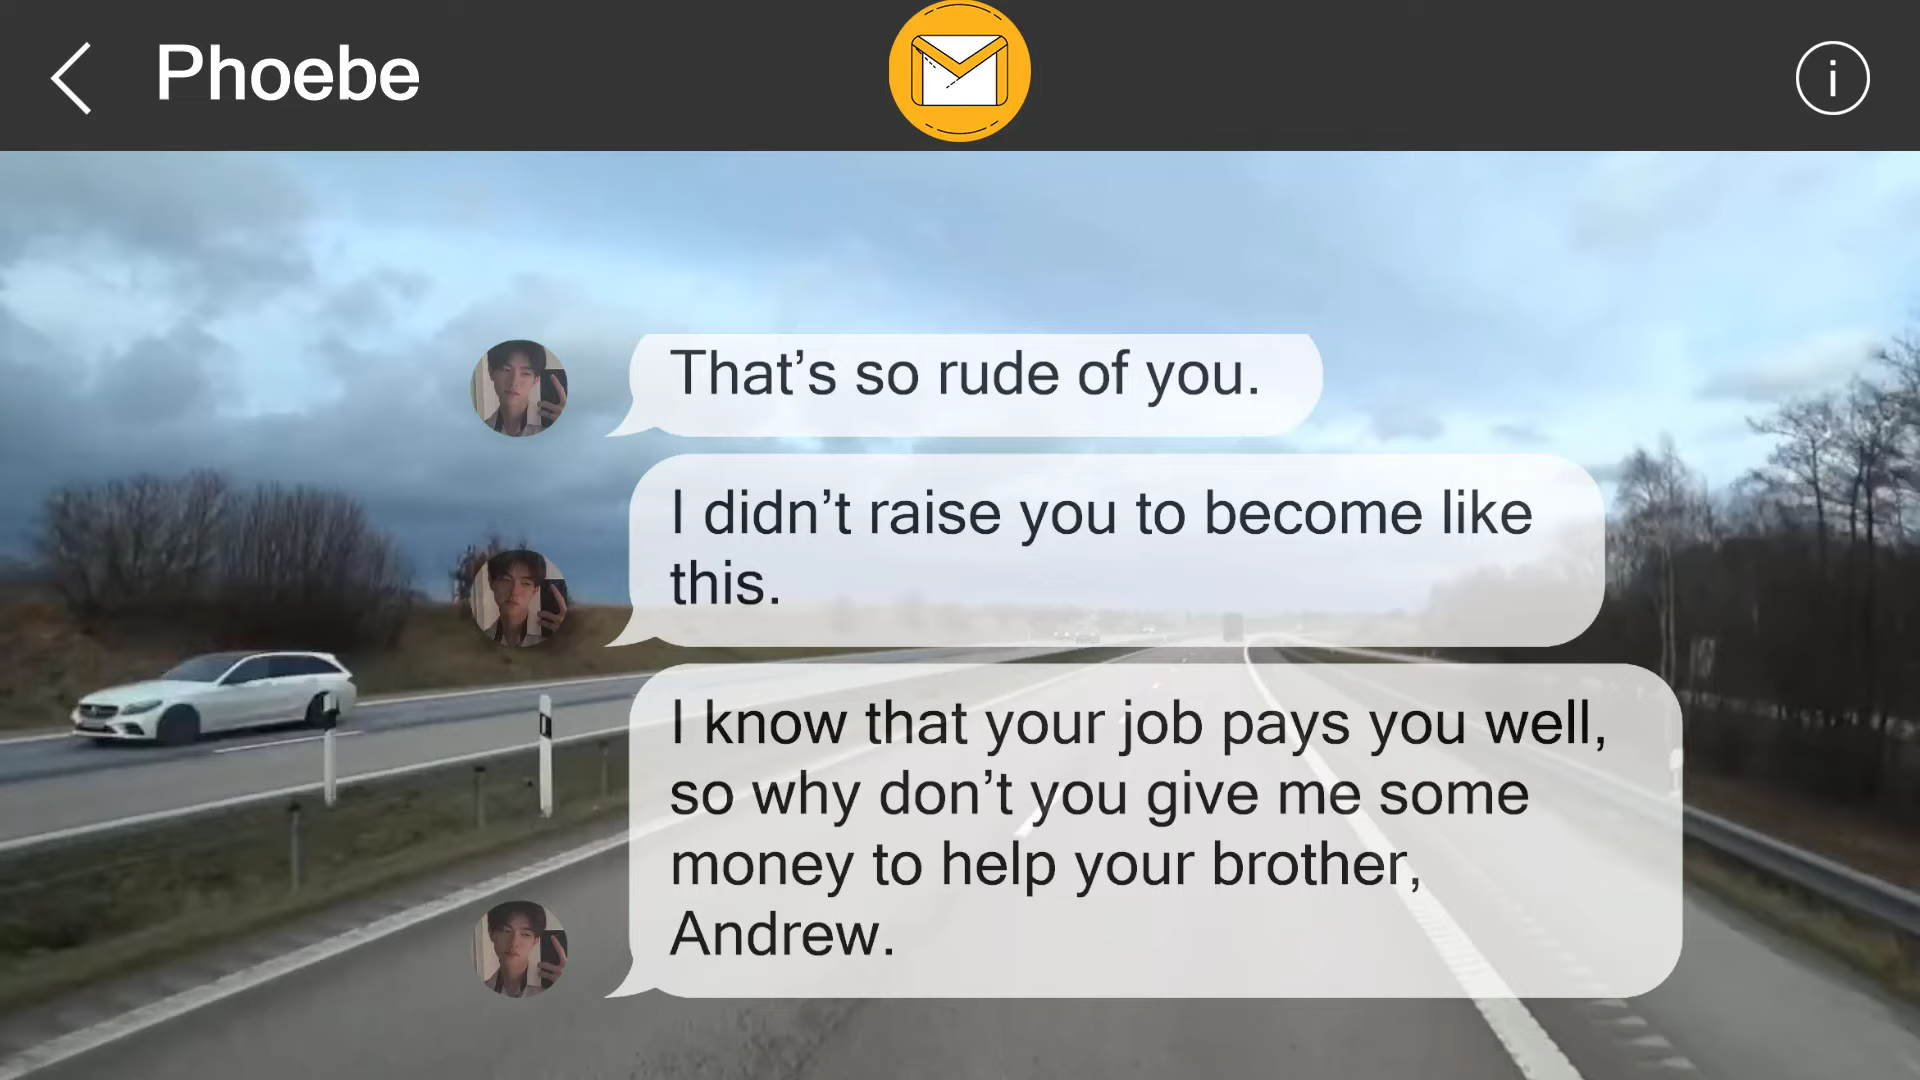 Phoebe
That’s so rude of you.
I didn’t raise you to become like
this.
I know that your job pays you well,
so why don’t you give me some
money to help your brother,
Andrew.